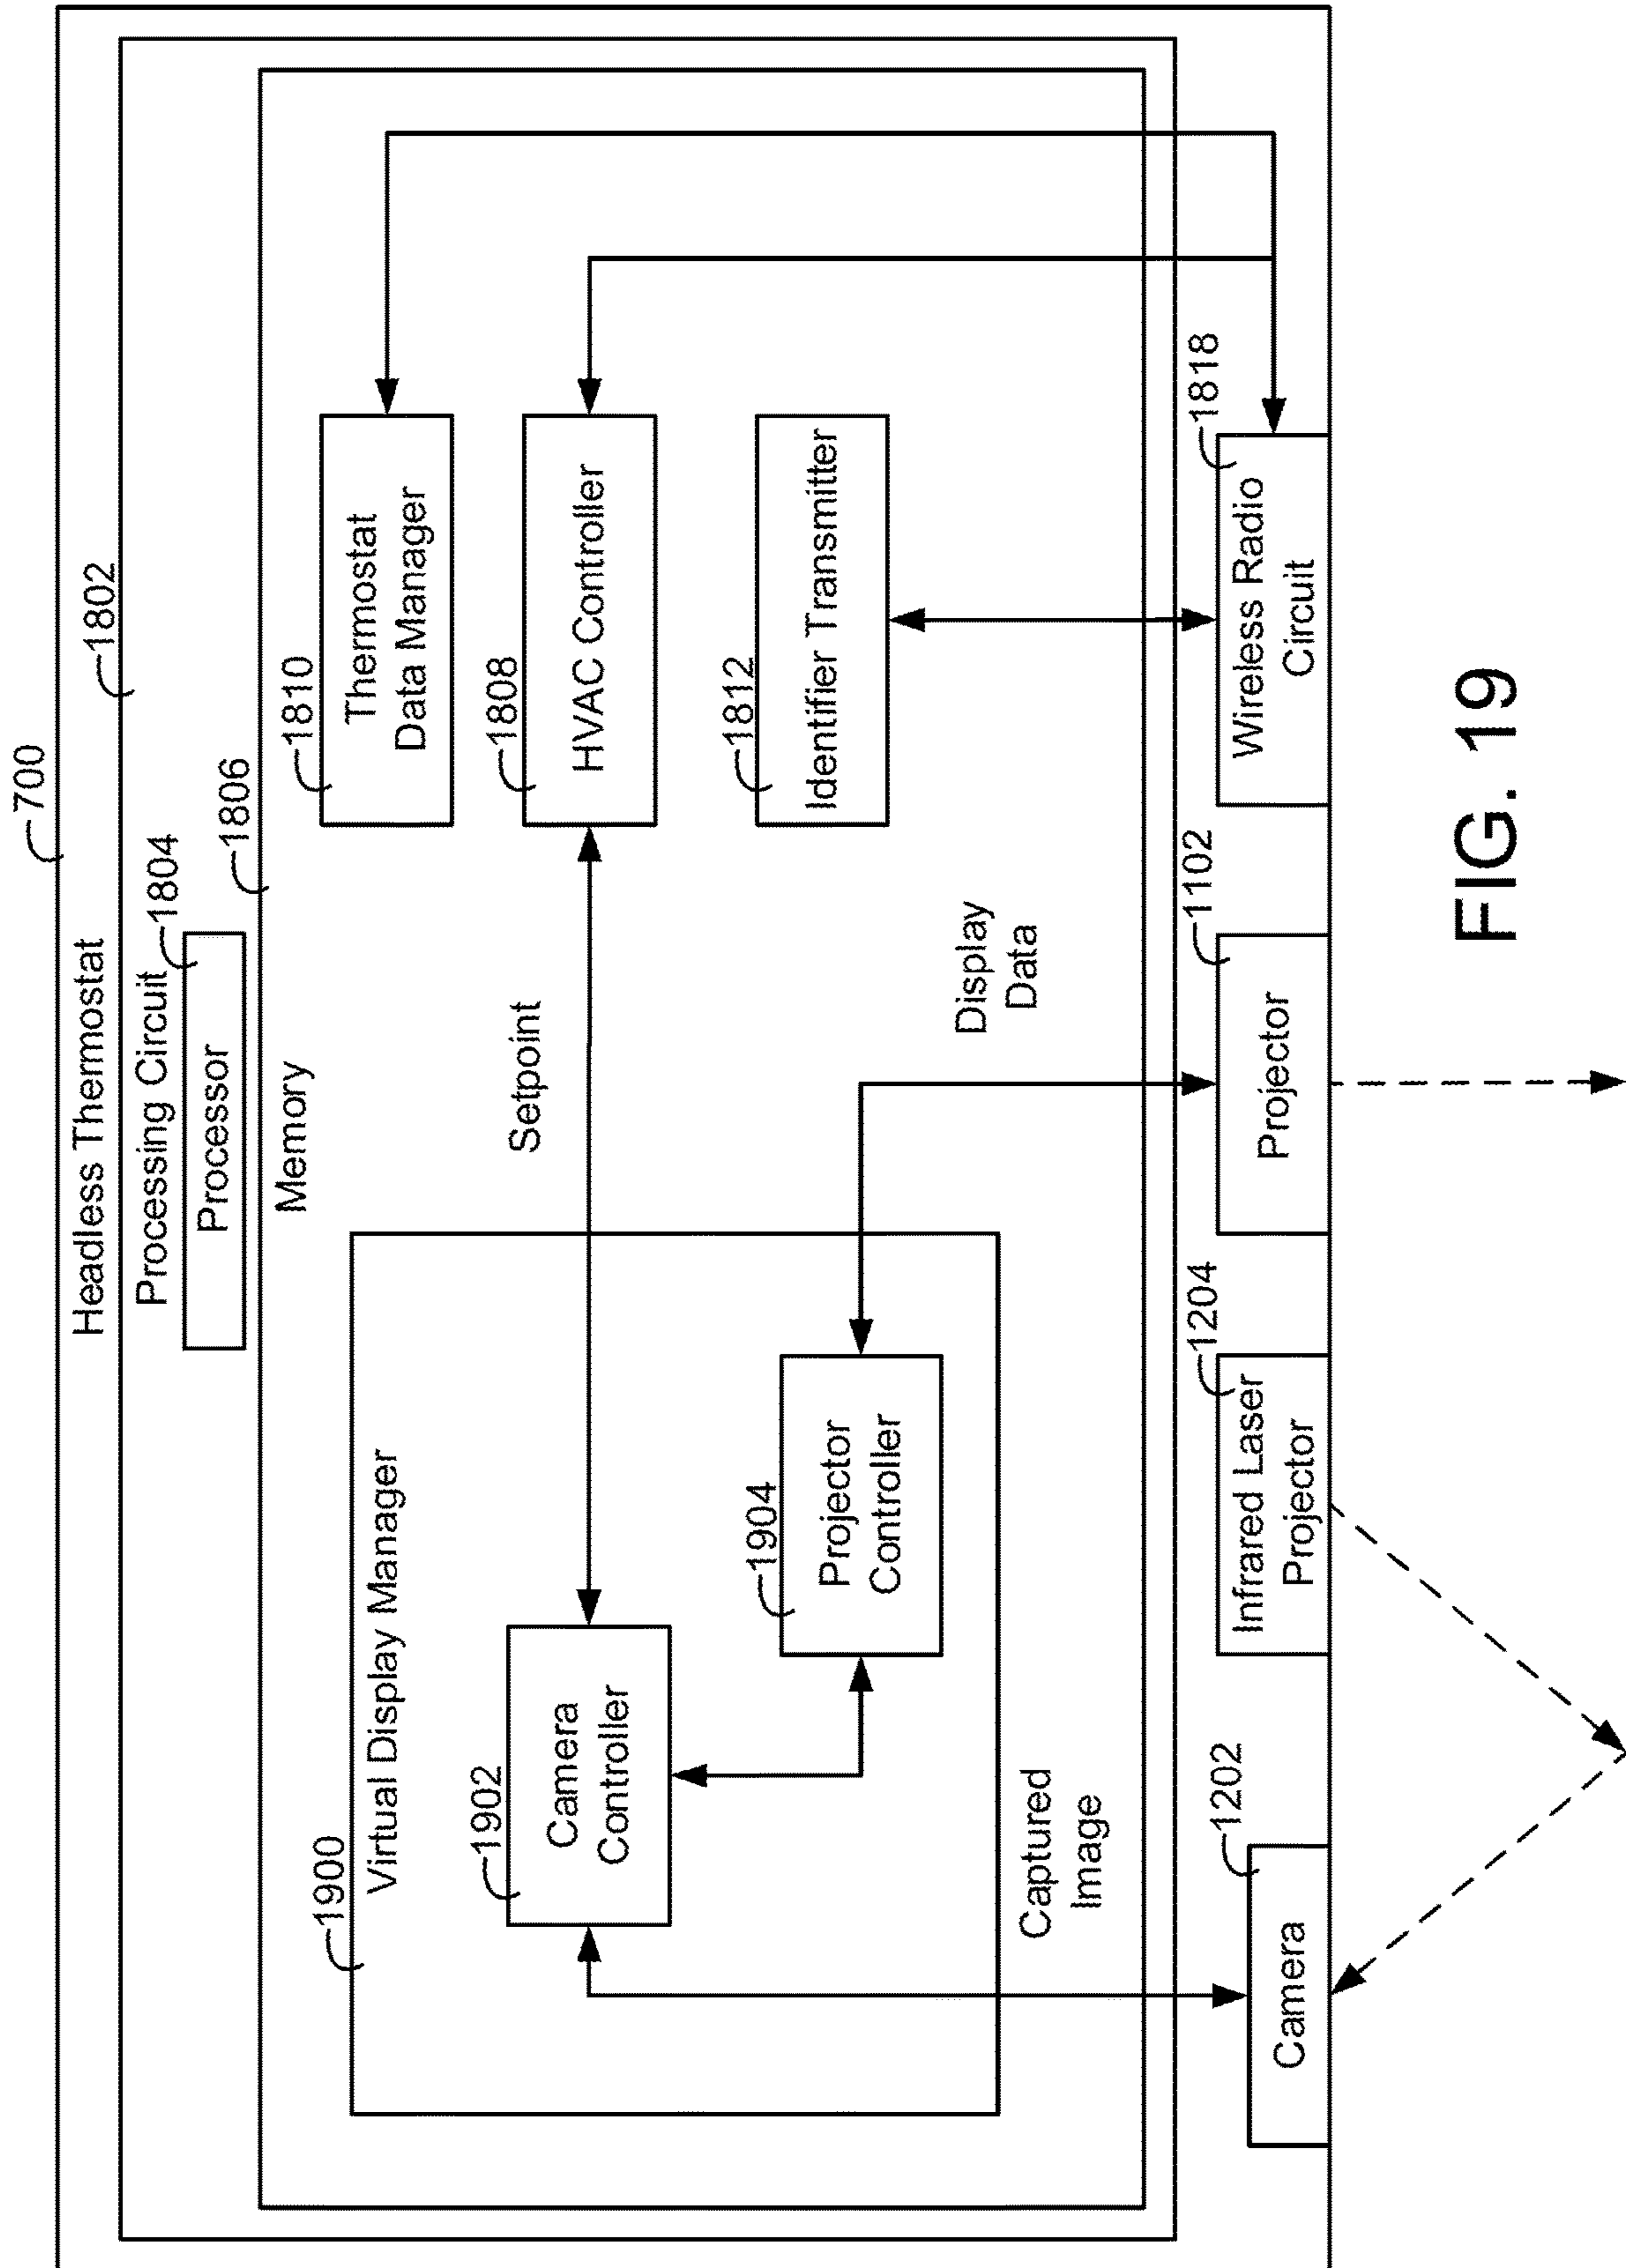 700
Headless Thermostat
1802
Processing Circuit
1804
Processor
1806
Memory
1900
Virtual Display Manager
1902
Camera
Controller
1904
Projector
Controller
Setpoint
1810
Thermostat
Data Manager
1808
HVAC Controller
1812
Identifier Transmitter
Captured
Image
Display
Data
1202
Camera
1204
Infrared Laser
Projector
1102
Projector
1818
Wireless Radio
Circuit
FIG. 19